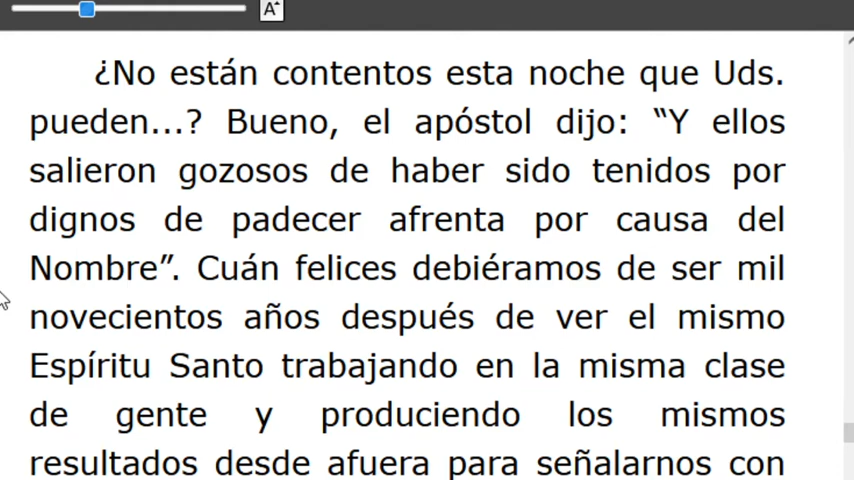 A
¿No están contentos esta noche que Uds.
pueden...? Bueno, el apóstol dijo: “Y ellos
salieron gozosos de haber sido tenidos por
dignos de padecer afrenta por causa del
Nombre”. Cuán felices debiéramos de ser mil
novecientos años después de ver el mismo
Espíritu Santo trabajando en la misma clase
de gente y produciendo los mismos
resultados desde afuera para señalarnos con